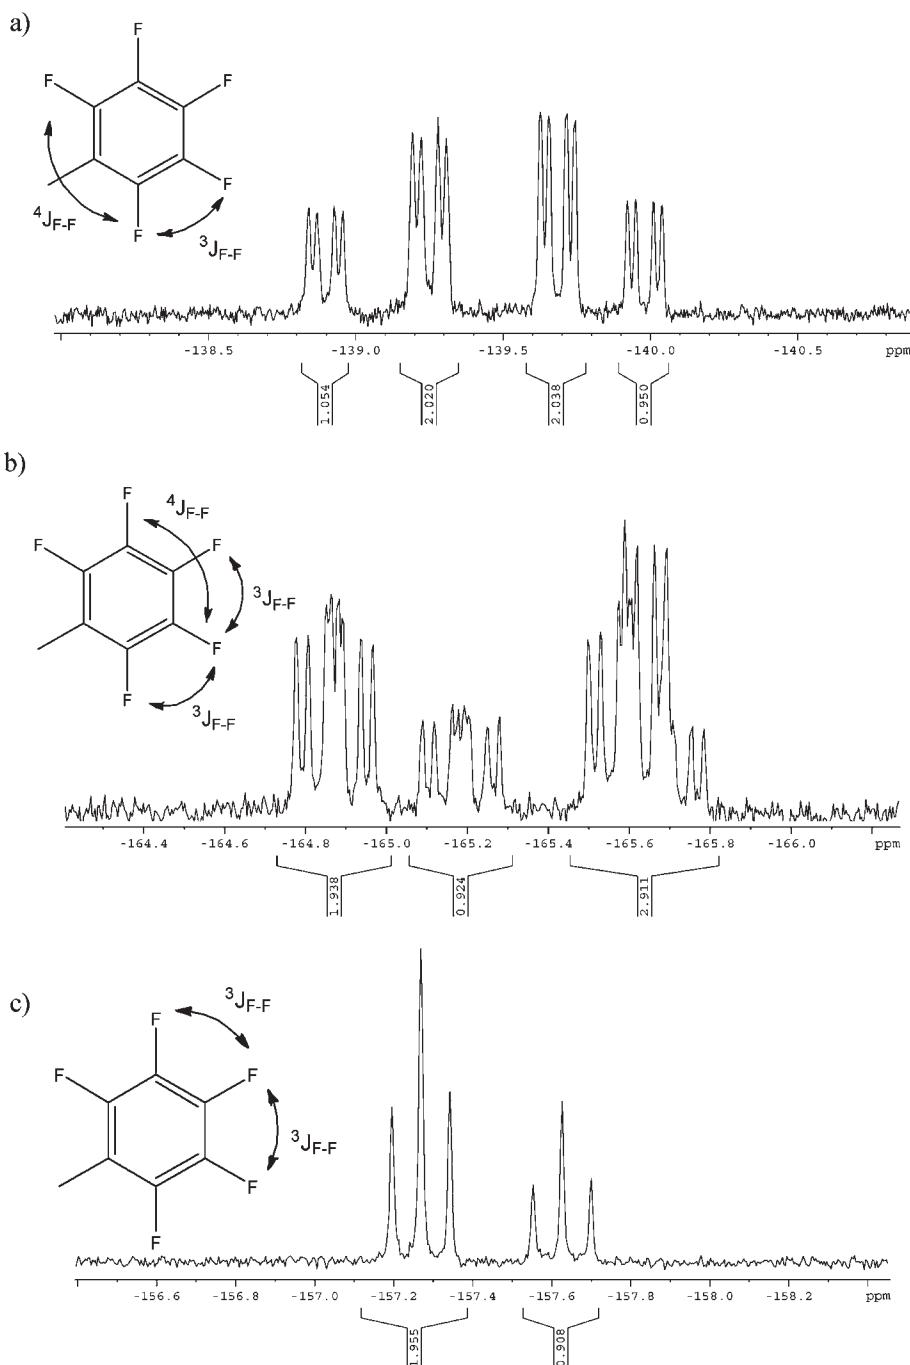 a)
F
F F
F
F
4JF-F
3JF-F
-138.5 -139.0 -139.5 -140.0 -140.5 ppm
1.054 2.020 2.038 0.950
b)
F
4JF-F
F F
3JF-F
F
F
3JF-F
-164.4 -164.6 -164.8 -165.0 -165.2 -165.4 -165.6 -165.8 -166.0 ppm
1.938 0.924 2.911
c)
3JF-F
F
F F
3JF-F
F
F
-156.6 -156.8 -157.0 -157.2 -157.4 -157.6 -157.8 -158.0 -158.2 ppm
1.955 0.908